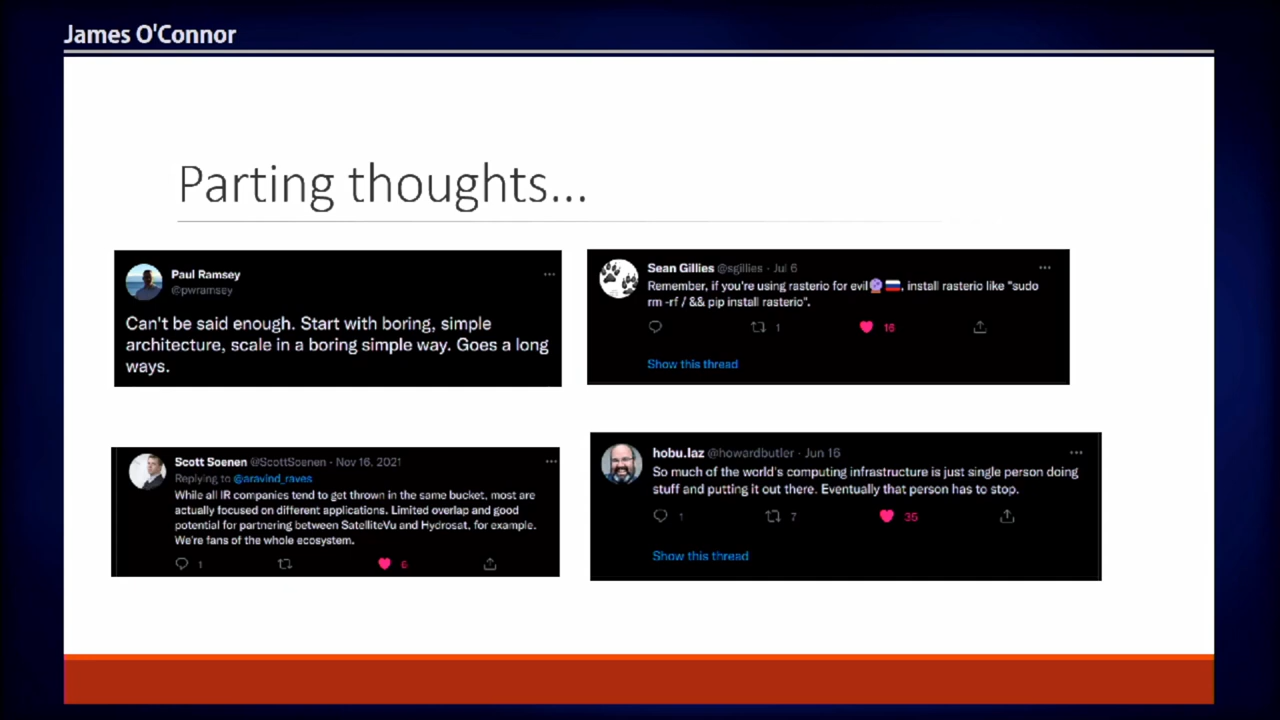 James O'Connor
Parting thoughts...
Paul Ramsey
@pwramsey
Can't be said enough. Start with boring, simple
architecture, scale in a boring simple way. Goes a long
ways.
Sean Gillies @sgillies · Jul 6
Remember, if you're using rasterio for evil🔮🇷🇺, install rasterio like "sudo
rm -rf / && pip install rasterio".
1 16
Show this thread
Scott Soenen @ScottSoenen · Nov 16, 2021
Replying to @aravind_raves
While all IR companies tend to get thrown in the same bucket, most are
actually focused on different applications. Limited overlap and good
potential for partnering between SatelliteVu and Hydrosat, for example.
We're fans of the whole ecosystem.
1 6
hobu.laz @howardbutler · Jun 16
So much of the world's computing infrastructure is just single person doing
stuff and putting it out there. Eventually that person has to stop.
1 7 35
Show this thread